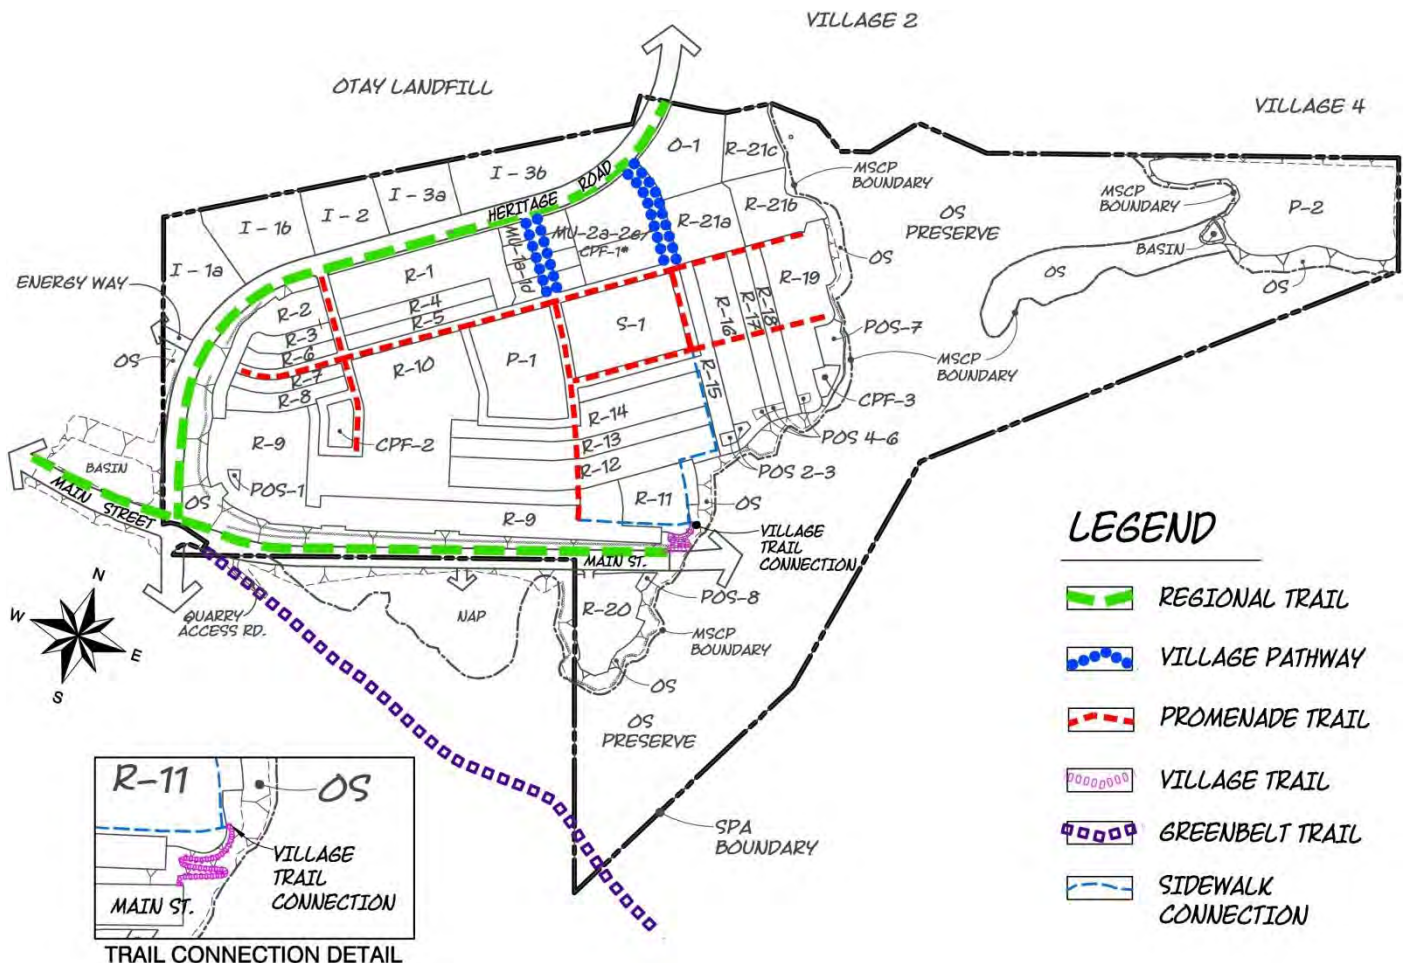 VILLAGE 2
OTAY LANDFILL
VILLAGE 4
O-1
R-21c
I - 3b
HERITAGE ROAD
MSCP
BOUNDARY
I - 3a
I - 2
I - 1b
I - 1a
R-21b
R-21a
MSCP
BOUNDARY
P-2
OS
PRESERVE
BASIN
OS
OS
OS
MU-2a-2e/
CPF-1*
MU-1a-1d
ENERGY WAY
R-1
R-2
R-4
R-5
R-3
R-6
R-7
R-8
R-19
R-18
R-17
R-16
R-15
S-1
P-1
R-10
OS
POS-7
MSCP
BOUNDARY
CPF-3
POS 4-6
POS 2-3
R-14
R-13
R-12
R-11
CPF-2
R-9
POS-1
BASIN
MAIN STREET
OS
R-9
OS
VILLAGE
TRAIL
CONNECTION
MAIN ST.
POS-8
R-20
NAP
QUARRY
ACCESS RD.
MSCP
BOUNDARY
OS
OS
PRESERVE
SPA
BOUNDARY
N
W
E
S
LEGEND
REGIONAL TRAIL
VILLAGE PATHWAY
PROMENADE TRAIL
VILLAGE TRAIL
GREENBELT TRAIL
SIDEWALK
CONNECTION
R-11
OS
VILLAGE
TRAIL
CONNECTION
MAIN ST.
TRAIL CONNECTION DETAIL